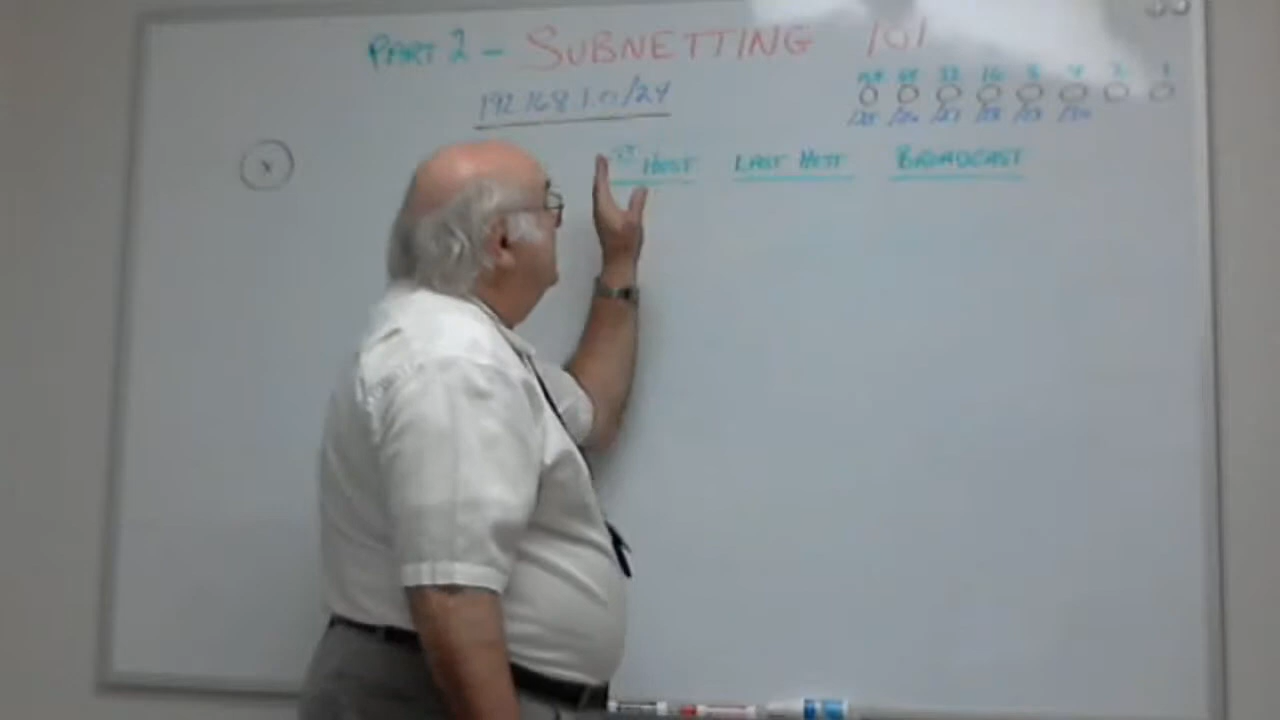 PART 2 - SUBNETTING 101
192.168.1.0/24
128 64 32 16 8 4 2 1
/25 /26 /27 /28 /29 /30
ST HOST LAST HOST BROADCAST
X